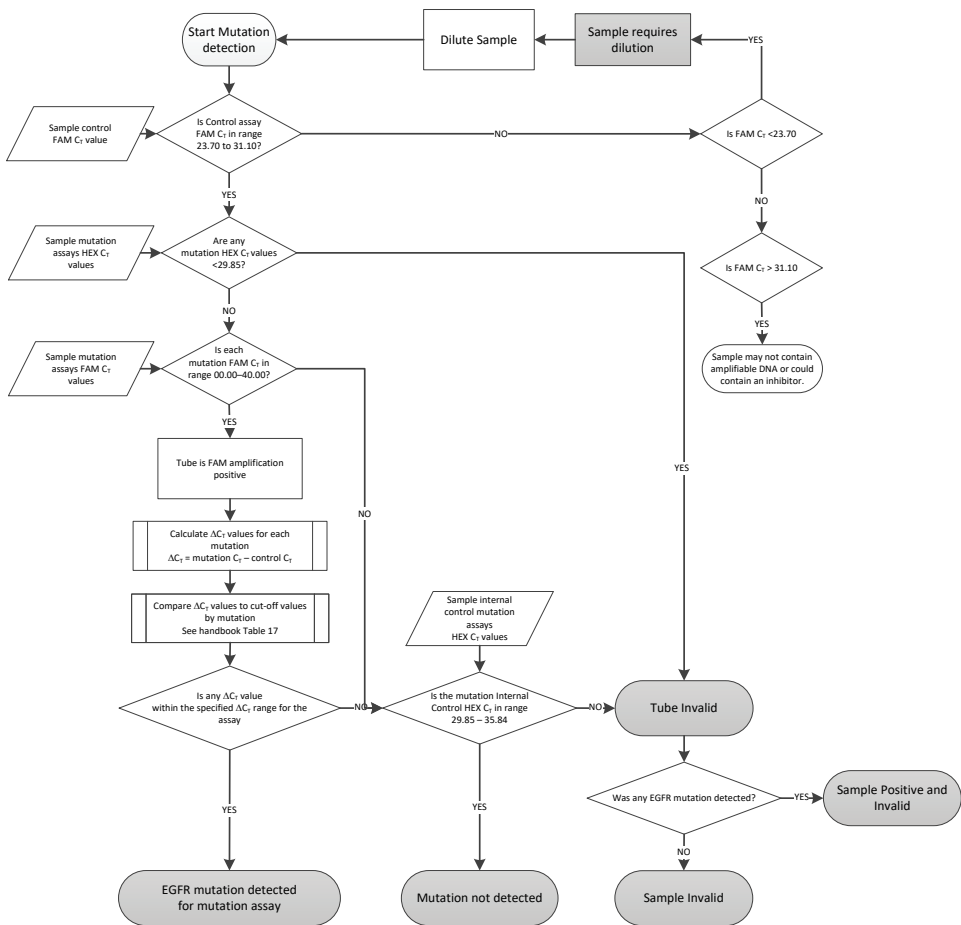 Start Mutation
detection
Dilute Sample
Sample requires
dilution
YES
Sample control
FAM CT value
Is Control assay
FAM CT in range
23.70 to 31.10?
NO
Is FAM CT <23.70
YES
NO
Sample mutation
assays HEX CT
values
Are any
mutation HEX CT values
<29.85?
Is FAM CT > 31.10
NO
YES
Sample mutation
assays FAM CT
values
Is each
mutation FAM CT in
range 00.00–40.00?
Sample may not contain
amplifiable DNA or could
contain an inhibitor.
YES
Tube is FAM amplification
positive
YES
NO
Calculate ΔCT values for each
mutation
ΔCT = mutation CT – control CT
Compare ΔCT values to cut-off values
by mutation
See handbook Table 17
Sample internal
control mutation
assays
HEX CT values
Is any ΔCT value
within the specified ΔCT range for the
assay
NO
Is the mutation Internal
Control HEX CT in range
29.85 – 35.84
NO
Tube Invalid
Was any EGFR mutation detected?
YES
Sample Positive and
Invalid
YES
YES
NO
EGFR mutation detected
for mutation assay
Mutation not detected
Sample Invalid